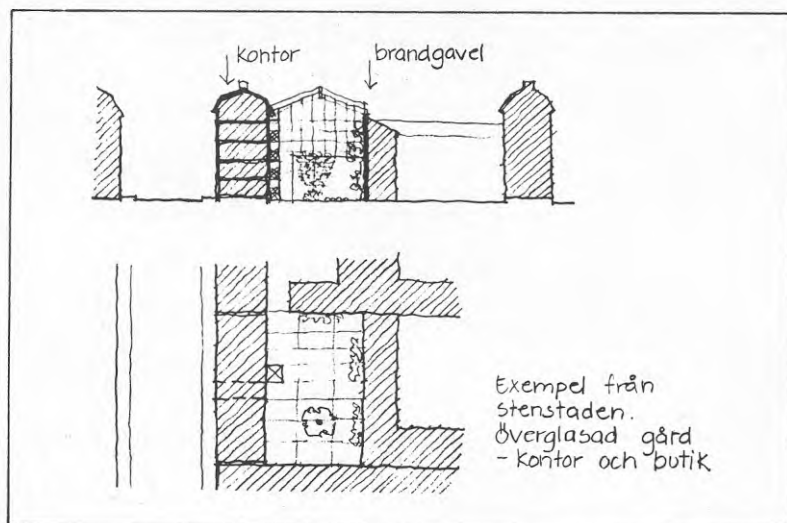 kontor
brandgavel
Exempel från
stenstaden.
Överglasad gård
- kontor och butik